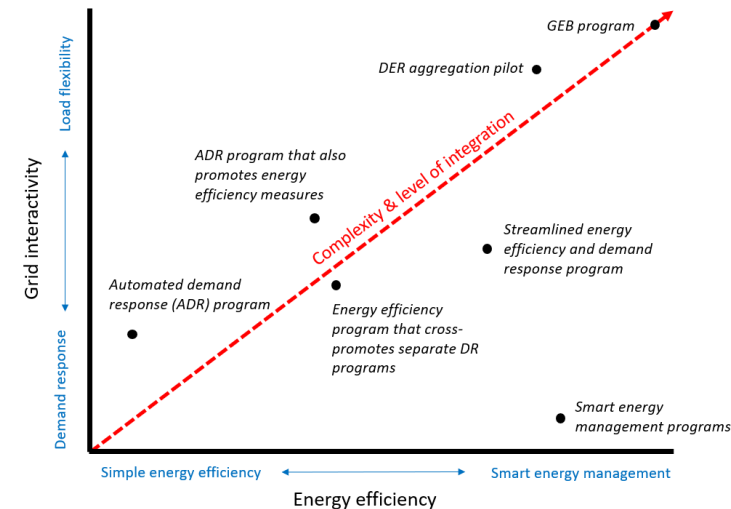 GEB program
DER aggregation pilot
Load flexibility
ADR program that also
promotes energy
efficiency measures
Complexity & level of integration
Grid interactivity
Streamlined energy
efficiency and demand
response program
Automated demand
response (ADR) program
Energy efficiency
program that cross-
promotes separate DR
programs
Demand response
Smart energy
management programs
Simple energy efficiency
Smart energy management
Energy efficiency